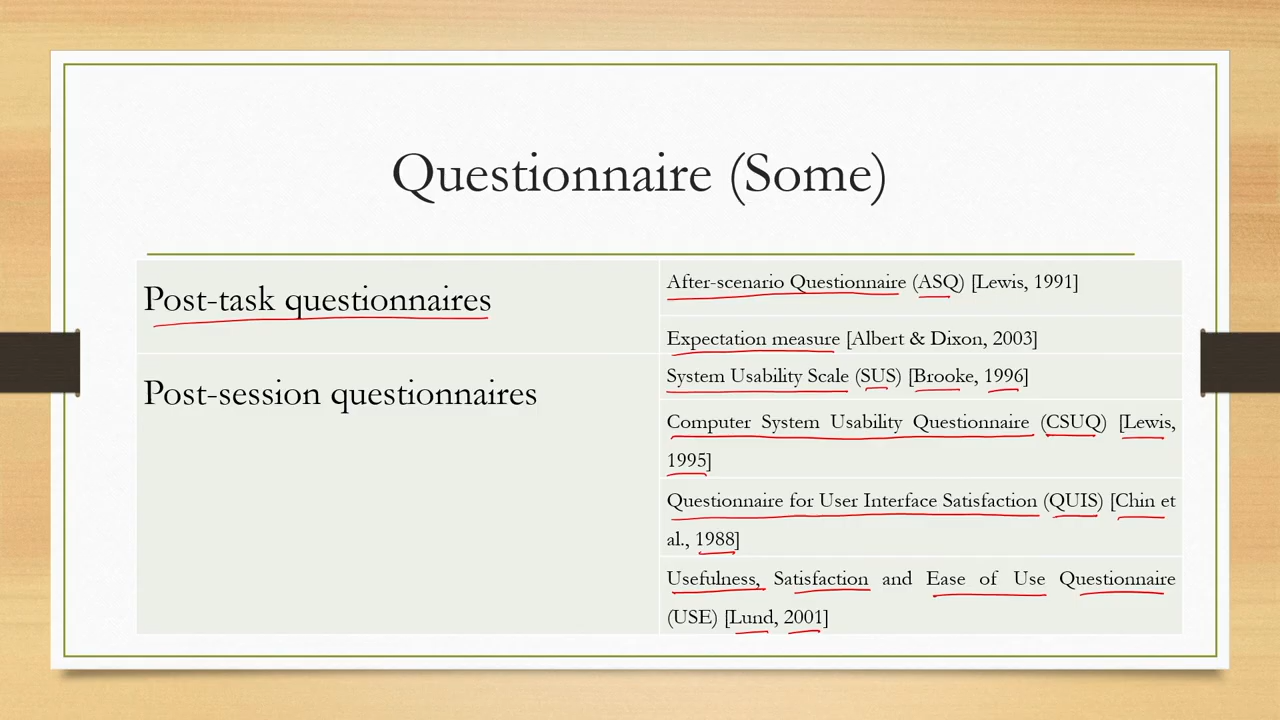 Questionnaire (Some)
Post-task questionnaires
After-scenario Questionnaire (ASQ) [Lewis, 1991]
Expectation measure [Albert & Dixon, 2003]
Post-session questionnaires
System Usability Scale (SUS) [Brooke, 1996]
Computer System Usability Questionnaire (CSUQ) [Lewis,
1995]
Questionnaire for User Interface Satisfaction (QUIS) [Chin et
al., 1988]
Usefulness, Satisfaction and Ease of Use Questionnaire
(USE) [Lund, 2001]